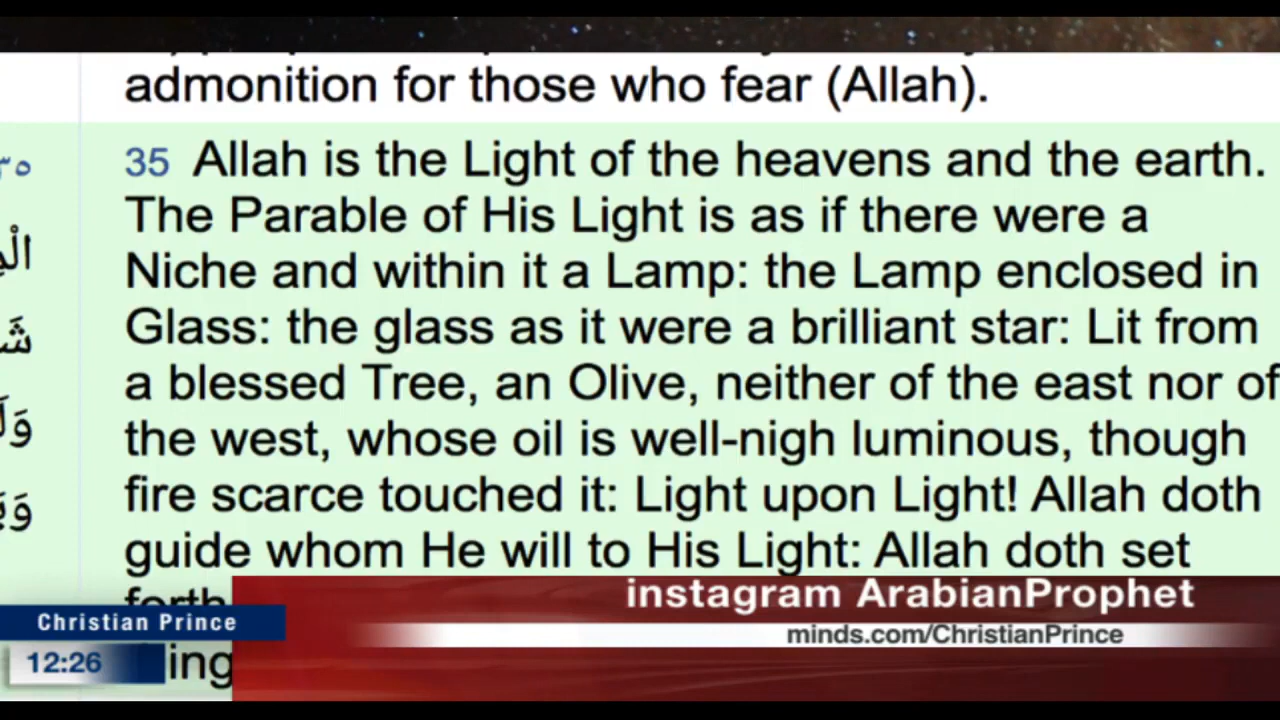 admonition for those who fear (Allah).
35 Allah is the Light of the heavens and the earth.
The Parable of His Light is as if there were a
Niche and within it a Lamp: the Lamp enclosed in
Glass: the glass as it were a brilliant star: Lit from
a blessed Tree, an Olive, neither of the east nor of
the west, whose oil is well-nigh luminous, though
fire scarce touched it: Light upon Light! Allah doth
guide whom He will to His Light: Allah doth set
forth
instagram ArabianProphet
Christian Prince
minds.com/ChristianPrince
12:26